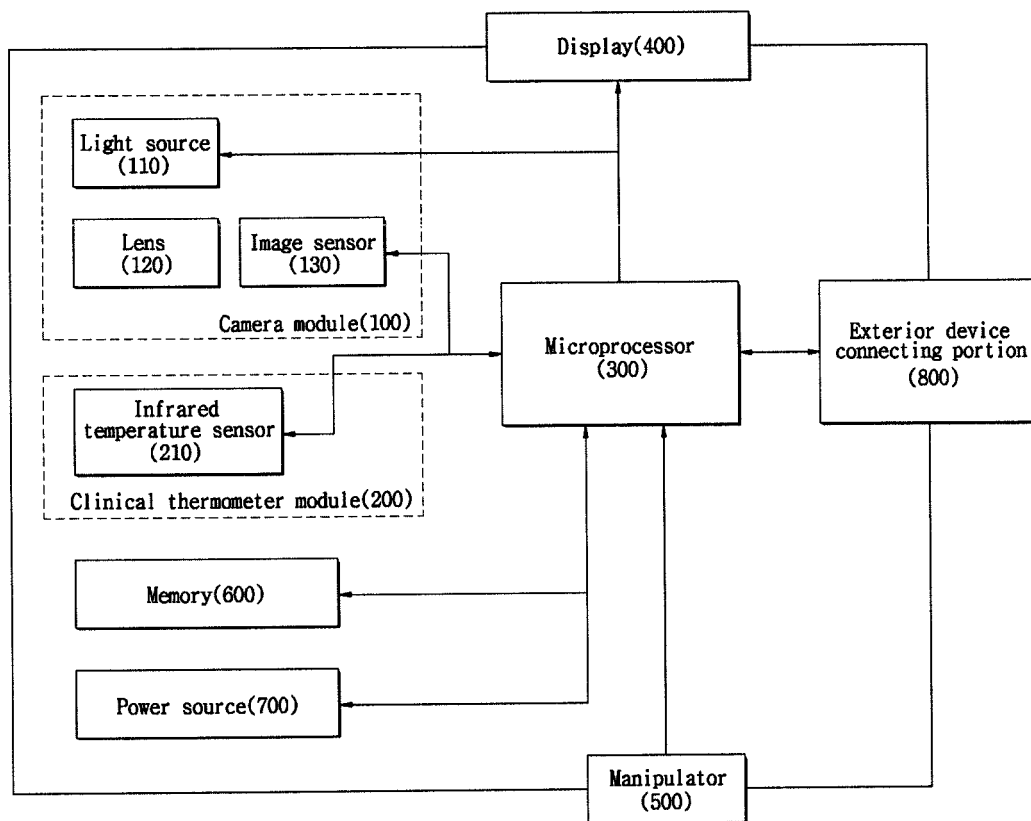 Display(400)
Light source
(110)
Lens
(120)
Image sensor
(130)
Camera module(100)
Microprocessor
(300)
Exterior device
connecting portion
(800)
Infrared
temperature sensor
(210)
Clinical thermometer module(200)
Memory(600)
Power source(700)
Manipulator
(500)